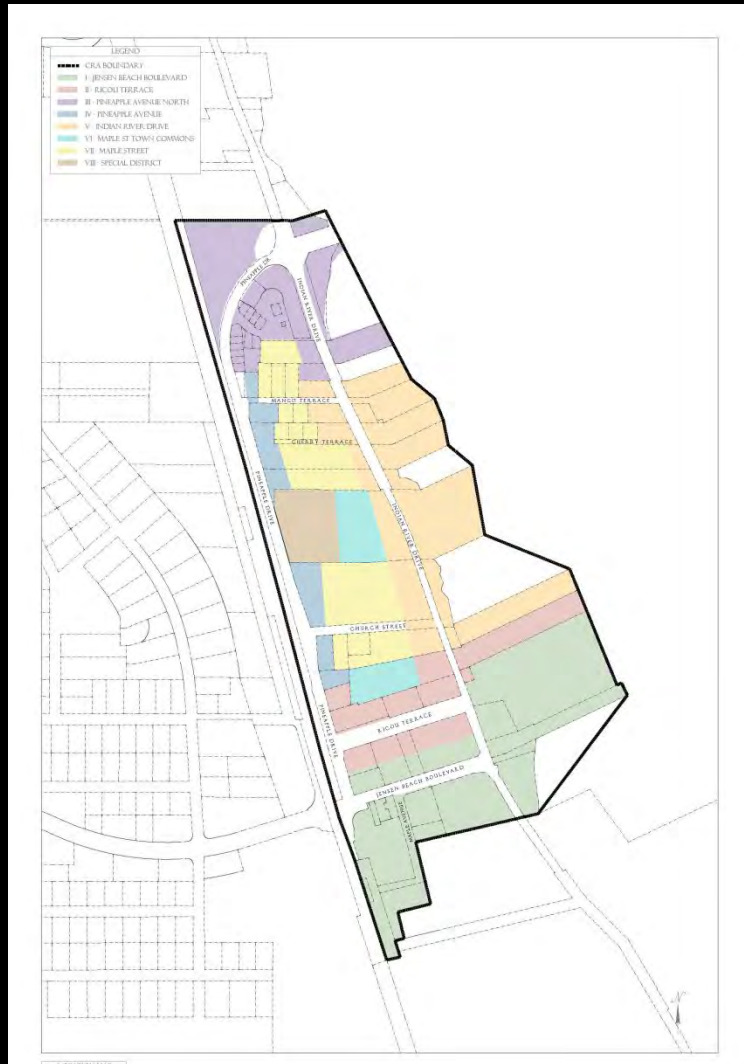 LEGEND
CRA BOUNDARY
I - JENSEN BEACH BOULEVARD
II - RICOU TERRACE
III - PINEAPPLE AVENUE NORTH
IV - PINEAPPLE AVENUE
V - INDIAN RIVER DRIVE
VI - MAPLE ST TOWN COMMONS
VII - MAPLE STREET
VIII - SPECIAL DISTRICT
PINEAPPLE DR
INDIAN RIVER DRIVE
MANGO TERRACE
CHERRY TERRACE
PINEAPPLE DRIVE
INDIAN RIVER DRIVE
CHURCH STREET
PINEAPPLE DRIVE
RICOU TERRACE
JENSEN BEACH BOULEVARD
MAPLE AVENUE
N